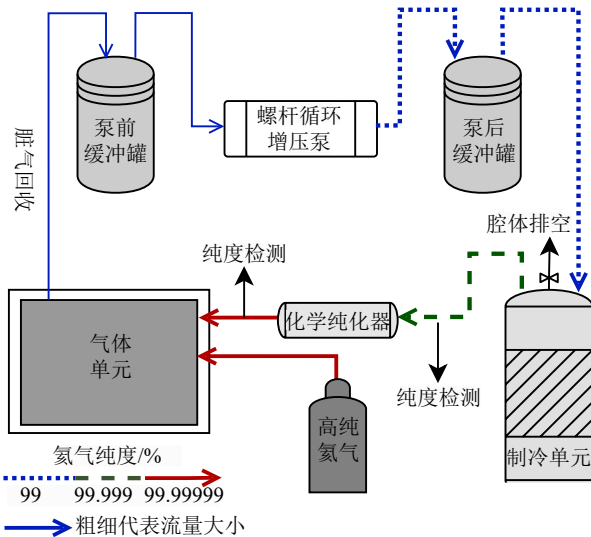 泵前
缓冲罐
螺杆循环
增压泵
泵后
缓冲罐
脏气回收
腔体排空
纯度检测
化学纯化器
气体
单元
纯度检测
高纯
氦气
制冷单元
氦气纯度/%
99 99.999 99.99999
粗细代表流量大小